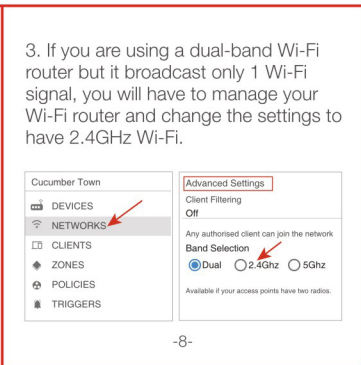 3. If you are using a dual-band Wi-Fi
router but it broadcast only 1 Wi-Fi
signal, you will have to manage your
Wi-Fi router and change the settings to
have 2.4GHz Wi-Fi.
Cucumber Town
DEVICES
NETWORKS
CLIENTS
ZONES
POLICIES
TRIGGERS
Advanced Settings
Client Filtering
Off
Any authorised client can join the network
Band Selection
Dual 2.4Ghz 5Ghz
Available if your access points have two radios.
-8-